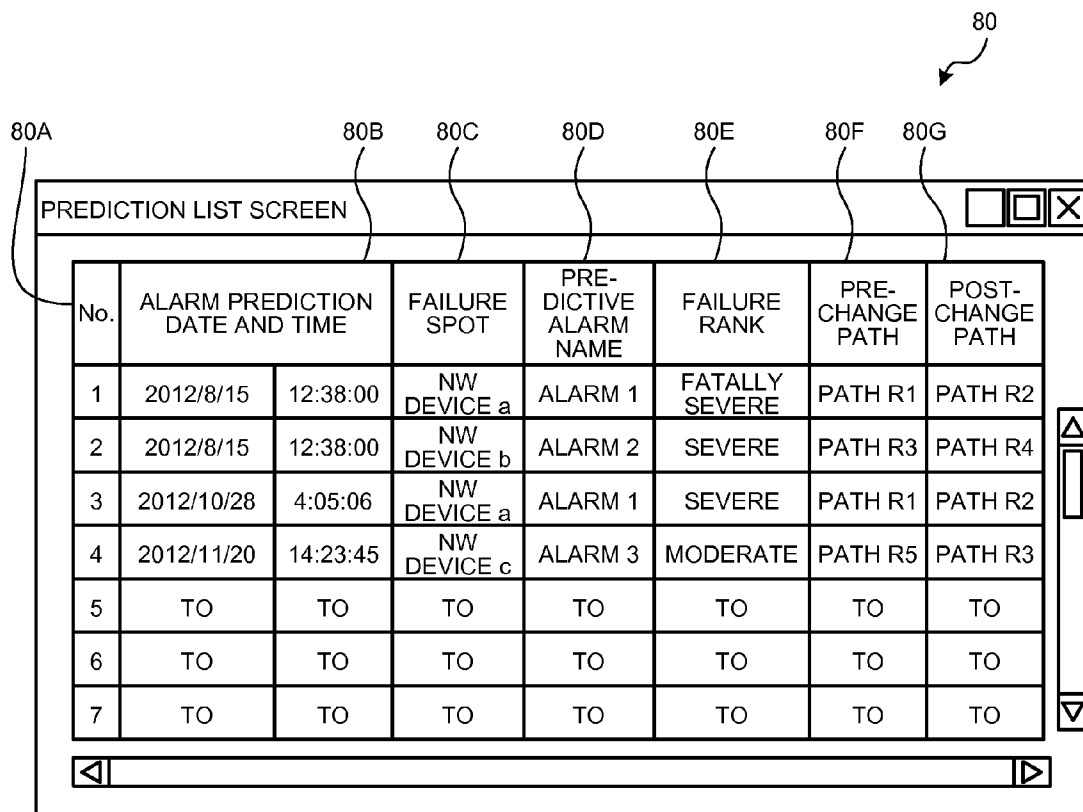 80
80A 80B 80C 80D 80E 80F 80G
PREDICTION LIST SCREEN
No. ALARM PREDICTION DATE AND TIME FAILURE SPOT PRE-DICTIVE ALARM NAME FAILURE RANK PRE-CHANGE PATH POST-CHANGE PATH
1 2012/8/15 12:38:00 NW DEVICE a ALARM 1 FATALLY SEVERE PATH R1 PATH R2
2 2012/8/15 12:38:00 NW DEVICE b ALARM 2 SEVERE PATH R3 PATH R4
3 2012/10/28 4:05:06 NW DEVICE a ALARM 1 SEVERE PATH R1 PATH R2
4 2012/11/20 14:23:45 NW DEVICE c ALARM 3 MODERATE PATH R5 PATH R3
5 TO TO TO TO TO TO TO
6 TO TO TO TO TO TO TO
7 TO TO TO TO TO TO TO